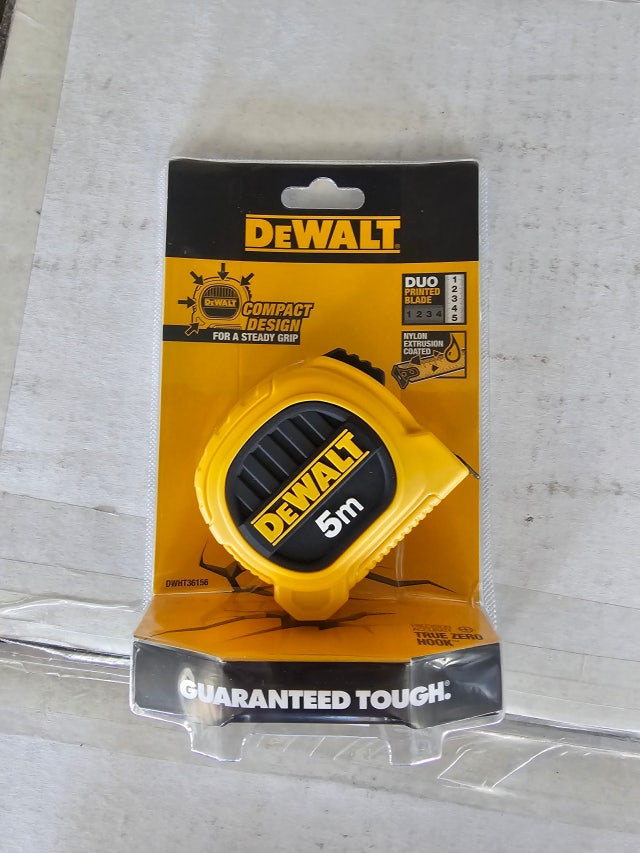 DEWALT
DEWALT
COMPACT
DESIGN
FOR A STEADY GRIP
DUO
PRINTED
BLADE
1 2 3 4
1
2
3
4
5
NYLON
EXTRUSION
COATED
DEWALT
5m
DWHT36156
TRUE ZERO
HOOK™
GUARANTEED TOUGH.®